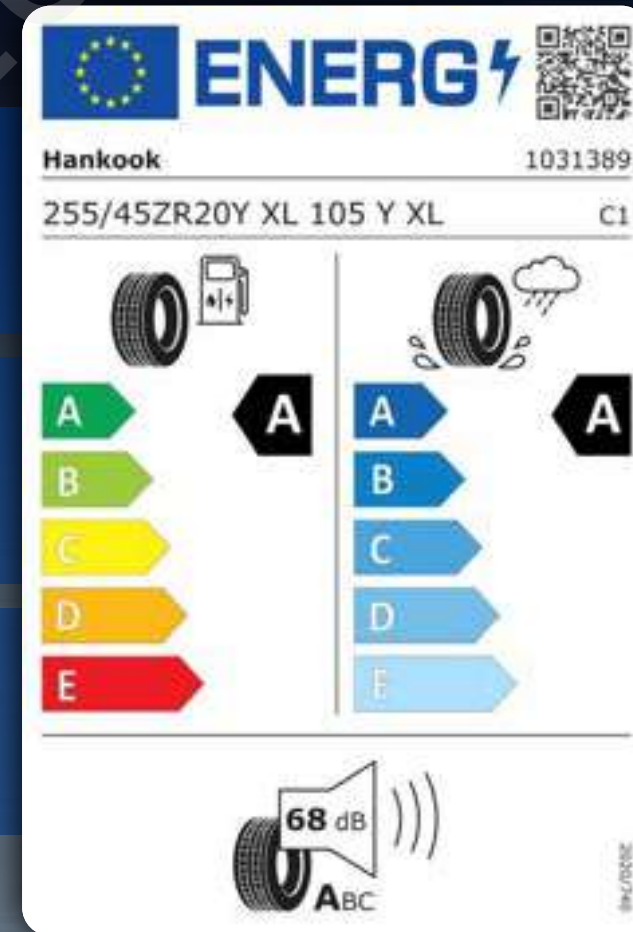 ENERG
Hankook 1031389
255/45ZR20Y XL 105 Y XL C1
A A A A
B B
C C
D D
E E
68 dB
ABC
2020/740